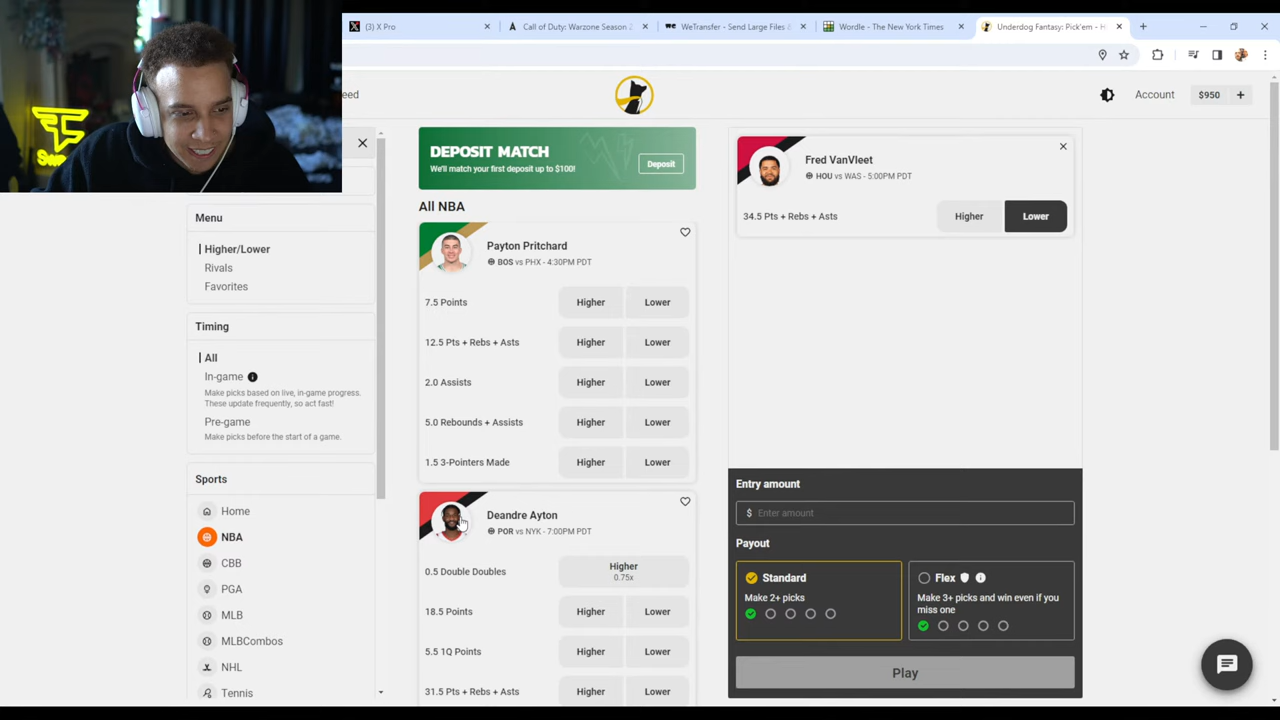 (3) X Pro
Call of Duty: Warzone Season 2
WeTransfer - Send Large Files &
Wordle - The New York Times
Underdog Fantasy: Pick'em - H
eed
Account
$950 +
Menu
Higher/Lower
Rivals
Favorites
Timing
All
In-game
Make picks based on live, in-game progress.
These update frequently, so act fast!
Pre-game
Make picks before the start of a game.
Sports
Home
NBA
CBB
PGA
MLB
MLBCombos
NHL
Tennis
DEPOSIT MATCH
We'll match your first deposit up to $100!
Deposit
All NBA
Payton Pritchard
BOS vs PHX - 4:30PM PDT
7.5 Points Higher Lower
12.5 Pts + Rebs + Asts Higher Lower
2.0 Assists Higher Lower
5.0 Rebounds + Assists Higher Lower
1.5 3-Pointers Made Higher Lower
Deandre Ayton
POR vs NYK - 7:00PM PDT
0.5 Double Doubles Higher
0.75x
18.5 Points Higher Lower
5.5 1Q Points Higher Lower
31.5 Pts + Rebs + Asts Higher Lower
Fred VanVleet
HOU vs WAS - 5:00PM PDT
34.5 Pts + Rebs + Asts Higher Lower
Entry amount
$ Enter amount
Payout
Standard
Make 2+ picks
Flex
Make 3+ picks and win even if you
miss one
Play